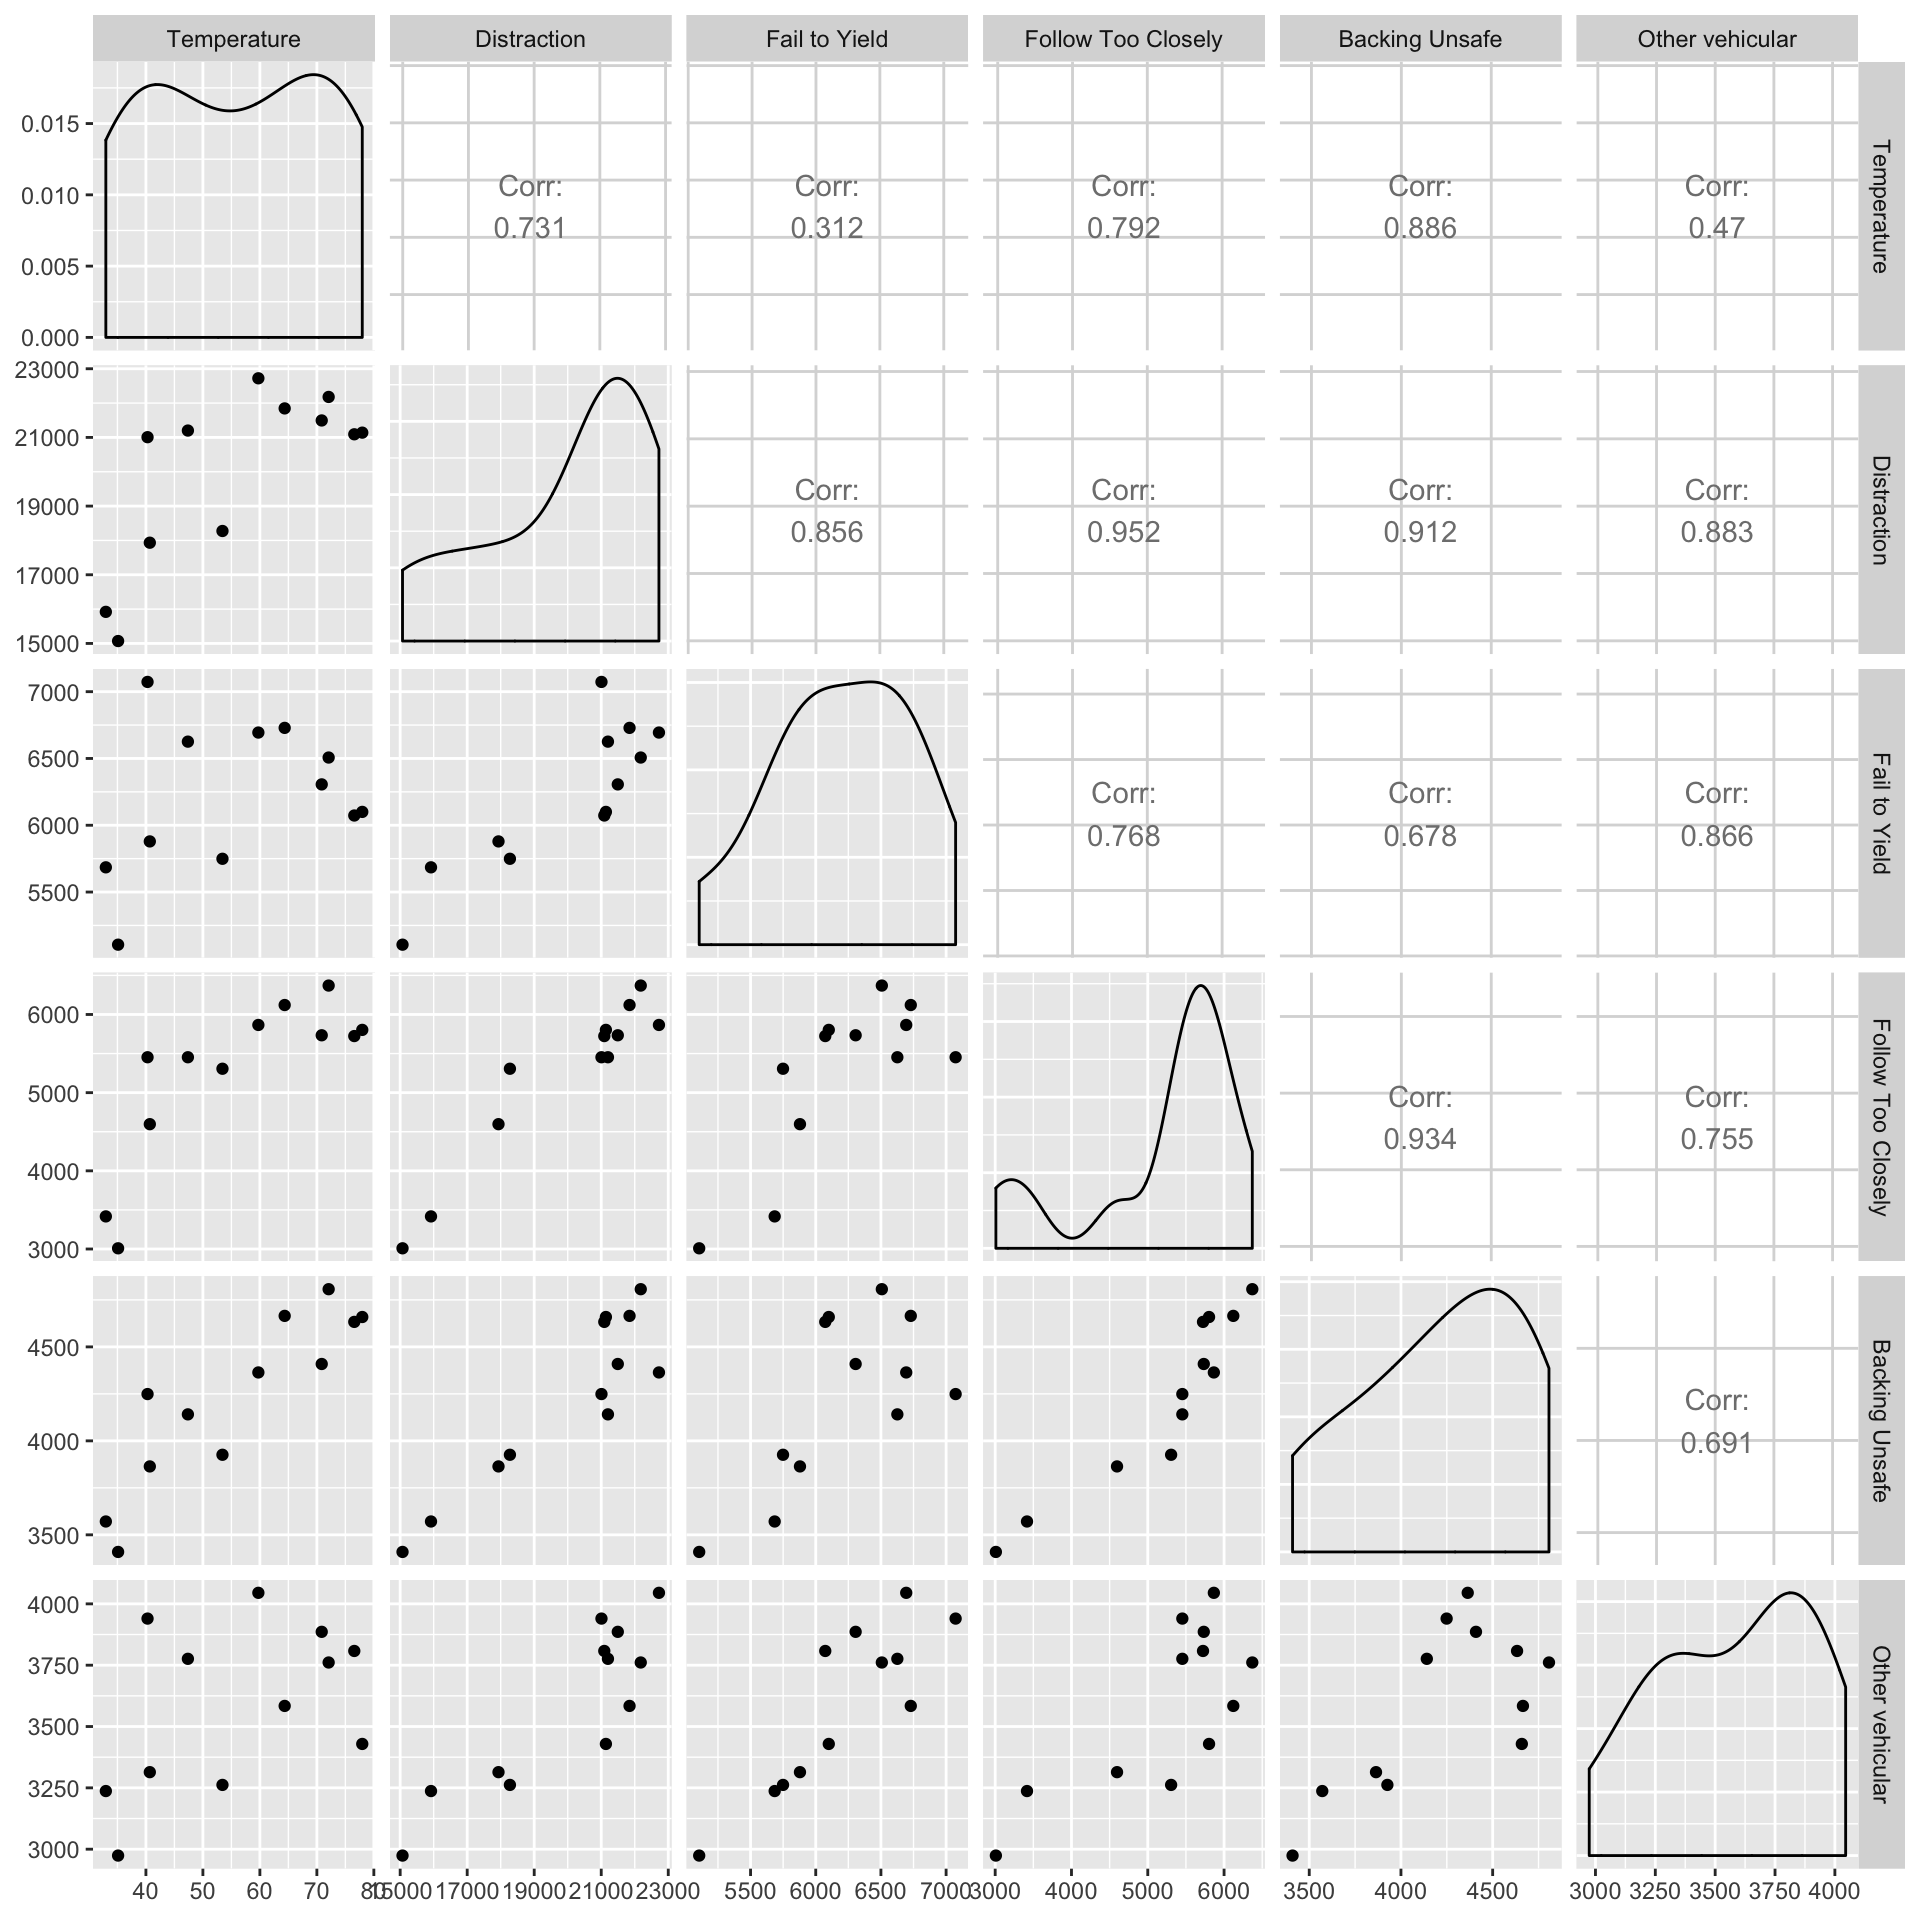 Temperature Distraction Fail to Yield Follow Too Closely Backing Unsafe Other vehicular
0.015
0.010
0.005
0.000
Corr:
0.731
Corr:
0.312
Corr:
0.792
Corr:
0.886
Corr:
0.47
Temperature
23000
21000
19000
17000
15000
Corr:
0.856
Corr:
0.952
Corr:
0.912
Corr:
0.883
Distraction
7000
6500
6000
5500
Corr:
0.768
Corr:
0.678
Corr:
0.866
Fail to Yield
6000
5000
4000
3000
Corr:
0.934
Corr:
0.755
Follow Too Closely
4500
4000
3500
Corr:
0.691
Backing Unsafe
4000
3750
3500
3250
3000
Other vehicular
40 50 60 70 80 15000 17000 19000 21000 23000 5500 6000 6500 7000 3000 4000 5000 6000 3500 4000 4500 3000 3250 3500 3750 4000